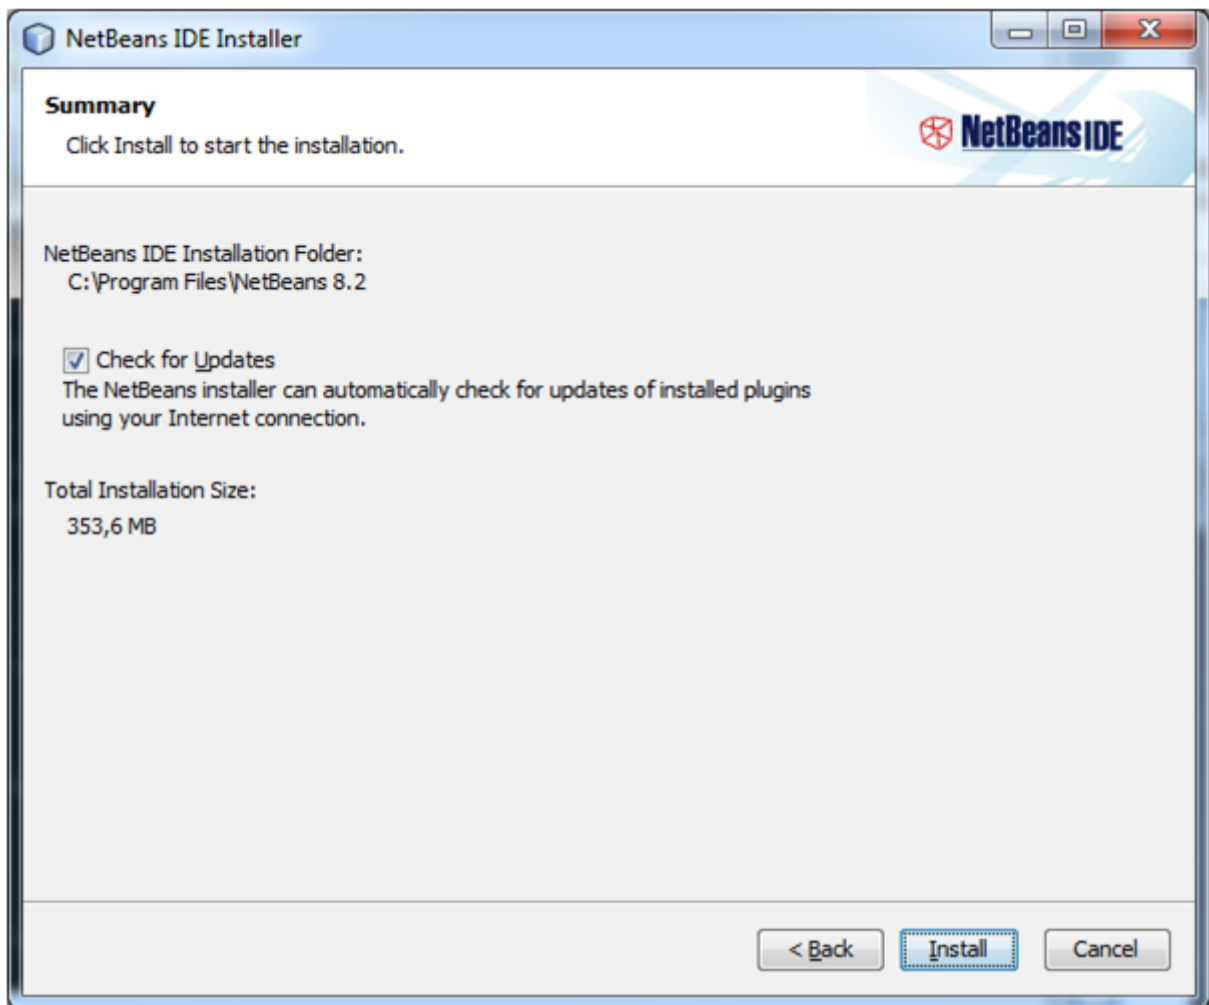 NetBeans IDE Installer
Summary
Click Install to start the installation.
NetBeans IDE
NetBeans IDE Installation Folder:
C:\Program Files\NetBeans 8.2
Check for Updates
The NetBeans installer can automatically check for updates of installed plugins
using your Internet connection.
Total Installation Size:
353,6 MB
< Back Install Cancel